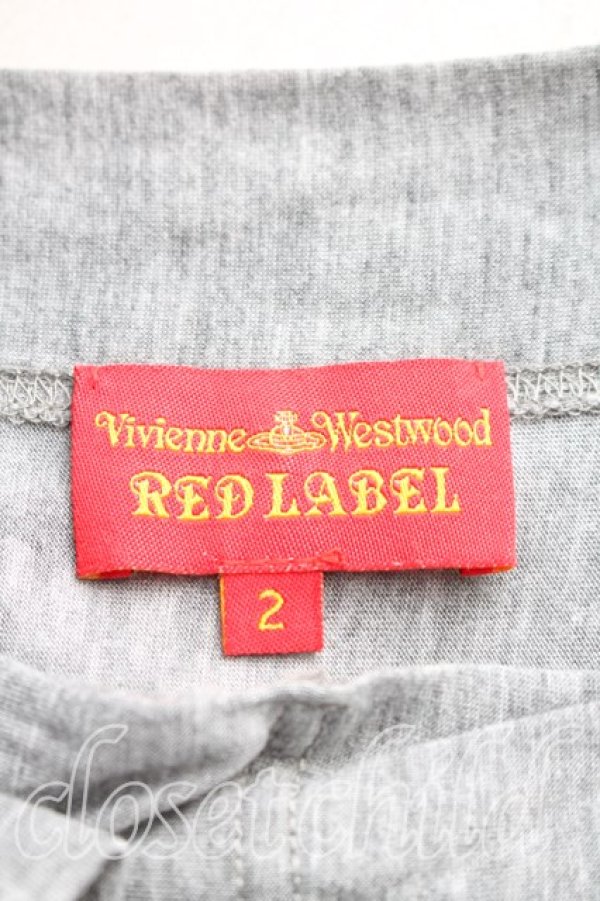 Vivienne Westwood
RED LABEL
2
closetchild